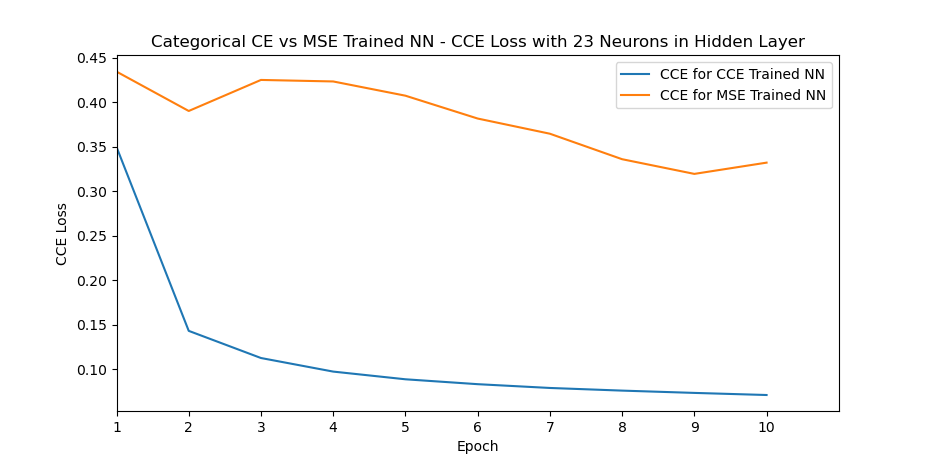 Categorical CE vs MSE Trained NN - CCE Loss with 23 Neurons in Hidden Layer
CCE for CCE Trained NN
CCE for MSE Trained NN
CCE Loss
0.45
0.40
0.35
0.30
0.25
0.20
0.15
0.10
1 2 3 4 5 6 7 8 9 10
Epoch